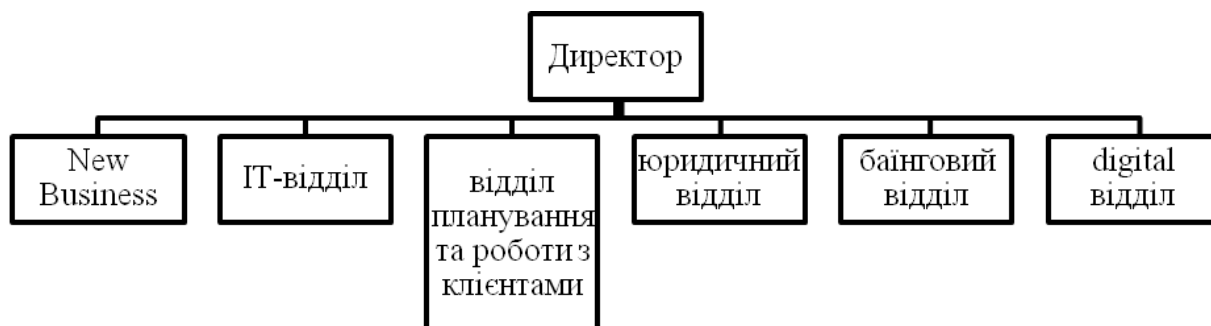 Директор
New
Business
ІТ-відділ
відділ
планування
та роботи з
клієнтами
юридичний
відділ
баїнговий
відділ
digital
відділ